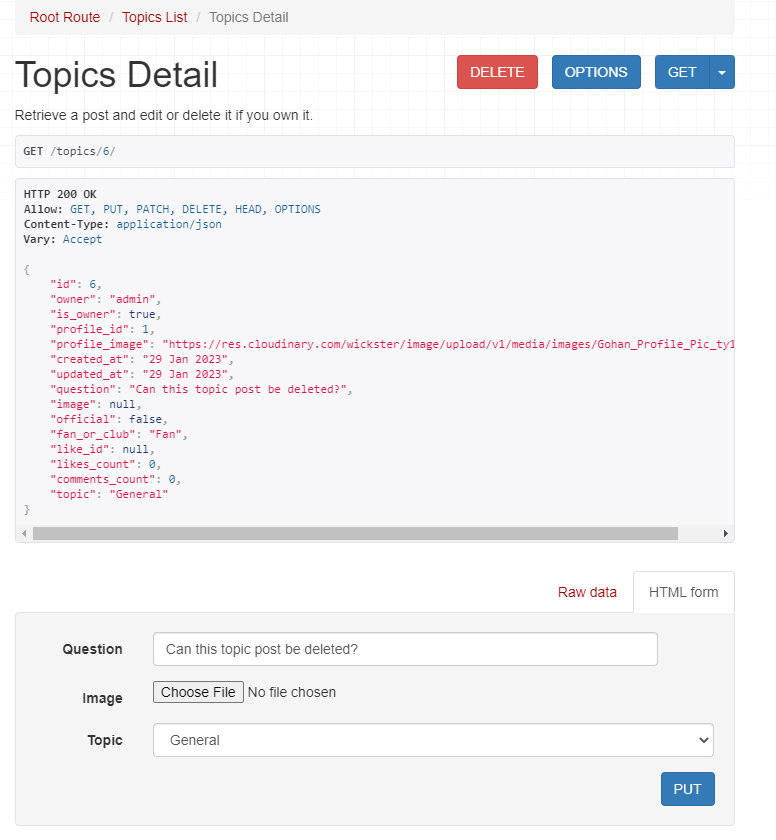 Root Route / Topics List / Topics Detail
Topics Detail
DELETE OPTIONS GET
Retrieve a post and edit or delete it if you own it.
GET /topics/6/
HTTP 200 OK
Allow: GET, PUT, PATCH, DELETE, HEAD, OPTIONS
Content-Type: application/json
Vary: Accept
{
"id": 6,
"owner": "admin",
"is_owner": true,
"profile_id": 1,
"profile_image": "https://res.cloudinary.com/wickster/image/upload/v1/media/images/Gohan_Profile_Pic_ty1
"created_at": "29 Jan 2023",
"updated_at": "29 Jan 2023",
"question": "Can this topic post be deleted?",
"image": null,
"official": false,
"fan_or_club": "Fan",
"like_id": null,
"likes_count": 0,
"comments_count": 0,
"topic": "General"
}
Raw data HTML form
Question Can this topic post be deleted?
Image Choose File No file chosen
Topic General
PUT